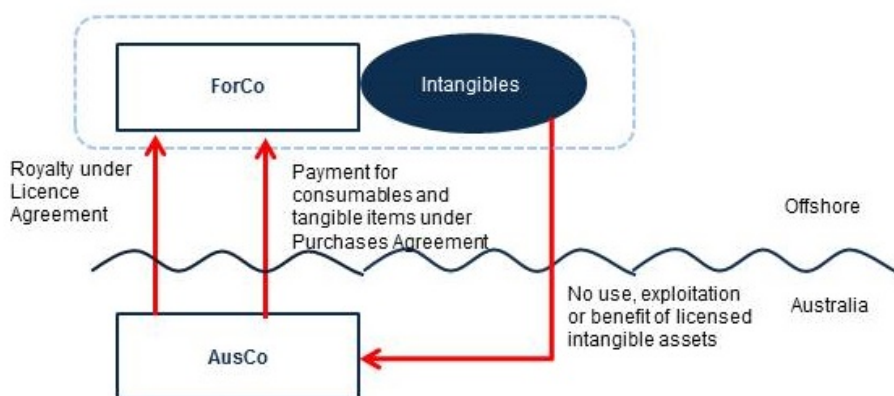 ForCo
Intangibles
Royalty under
Licence
Agreement
Payment for
consumables and
tangible items under
Purchases Agreement
Offshore
No use, exploitation
or benefit of licensed
intangible assets
Australia
AusCo